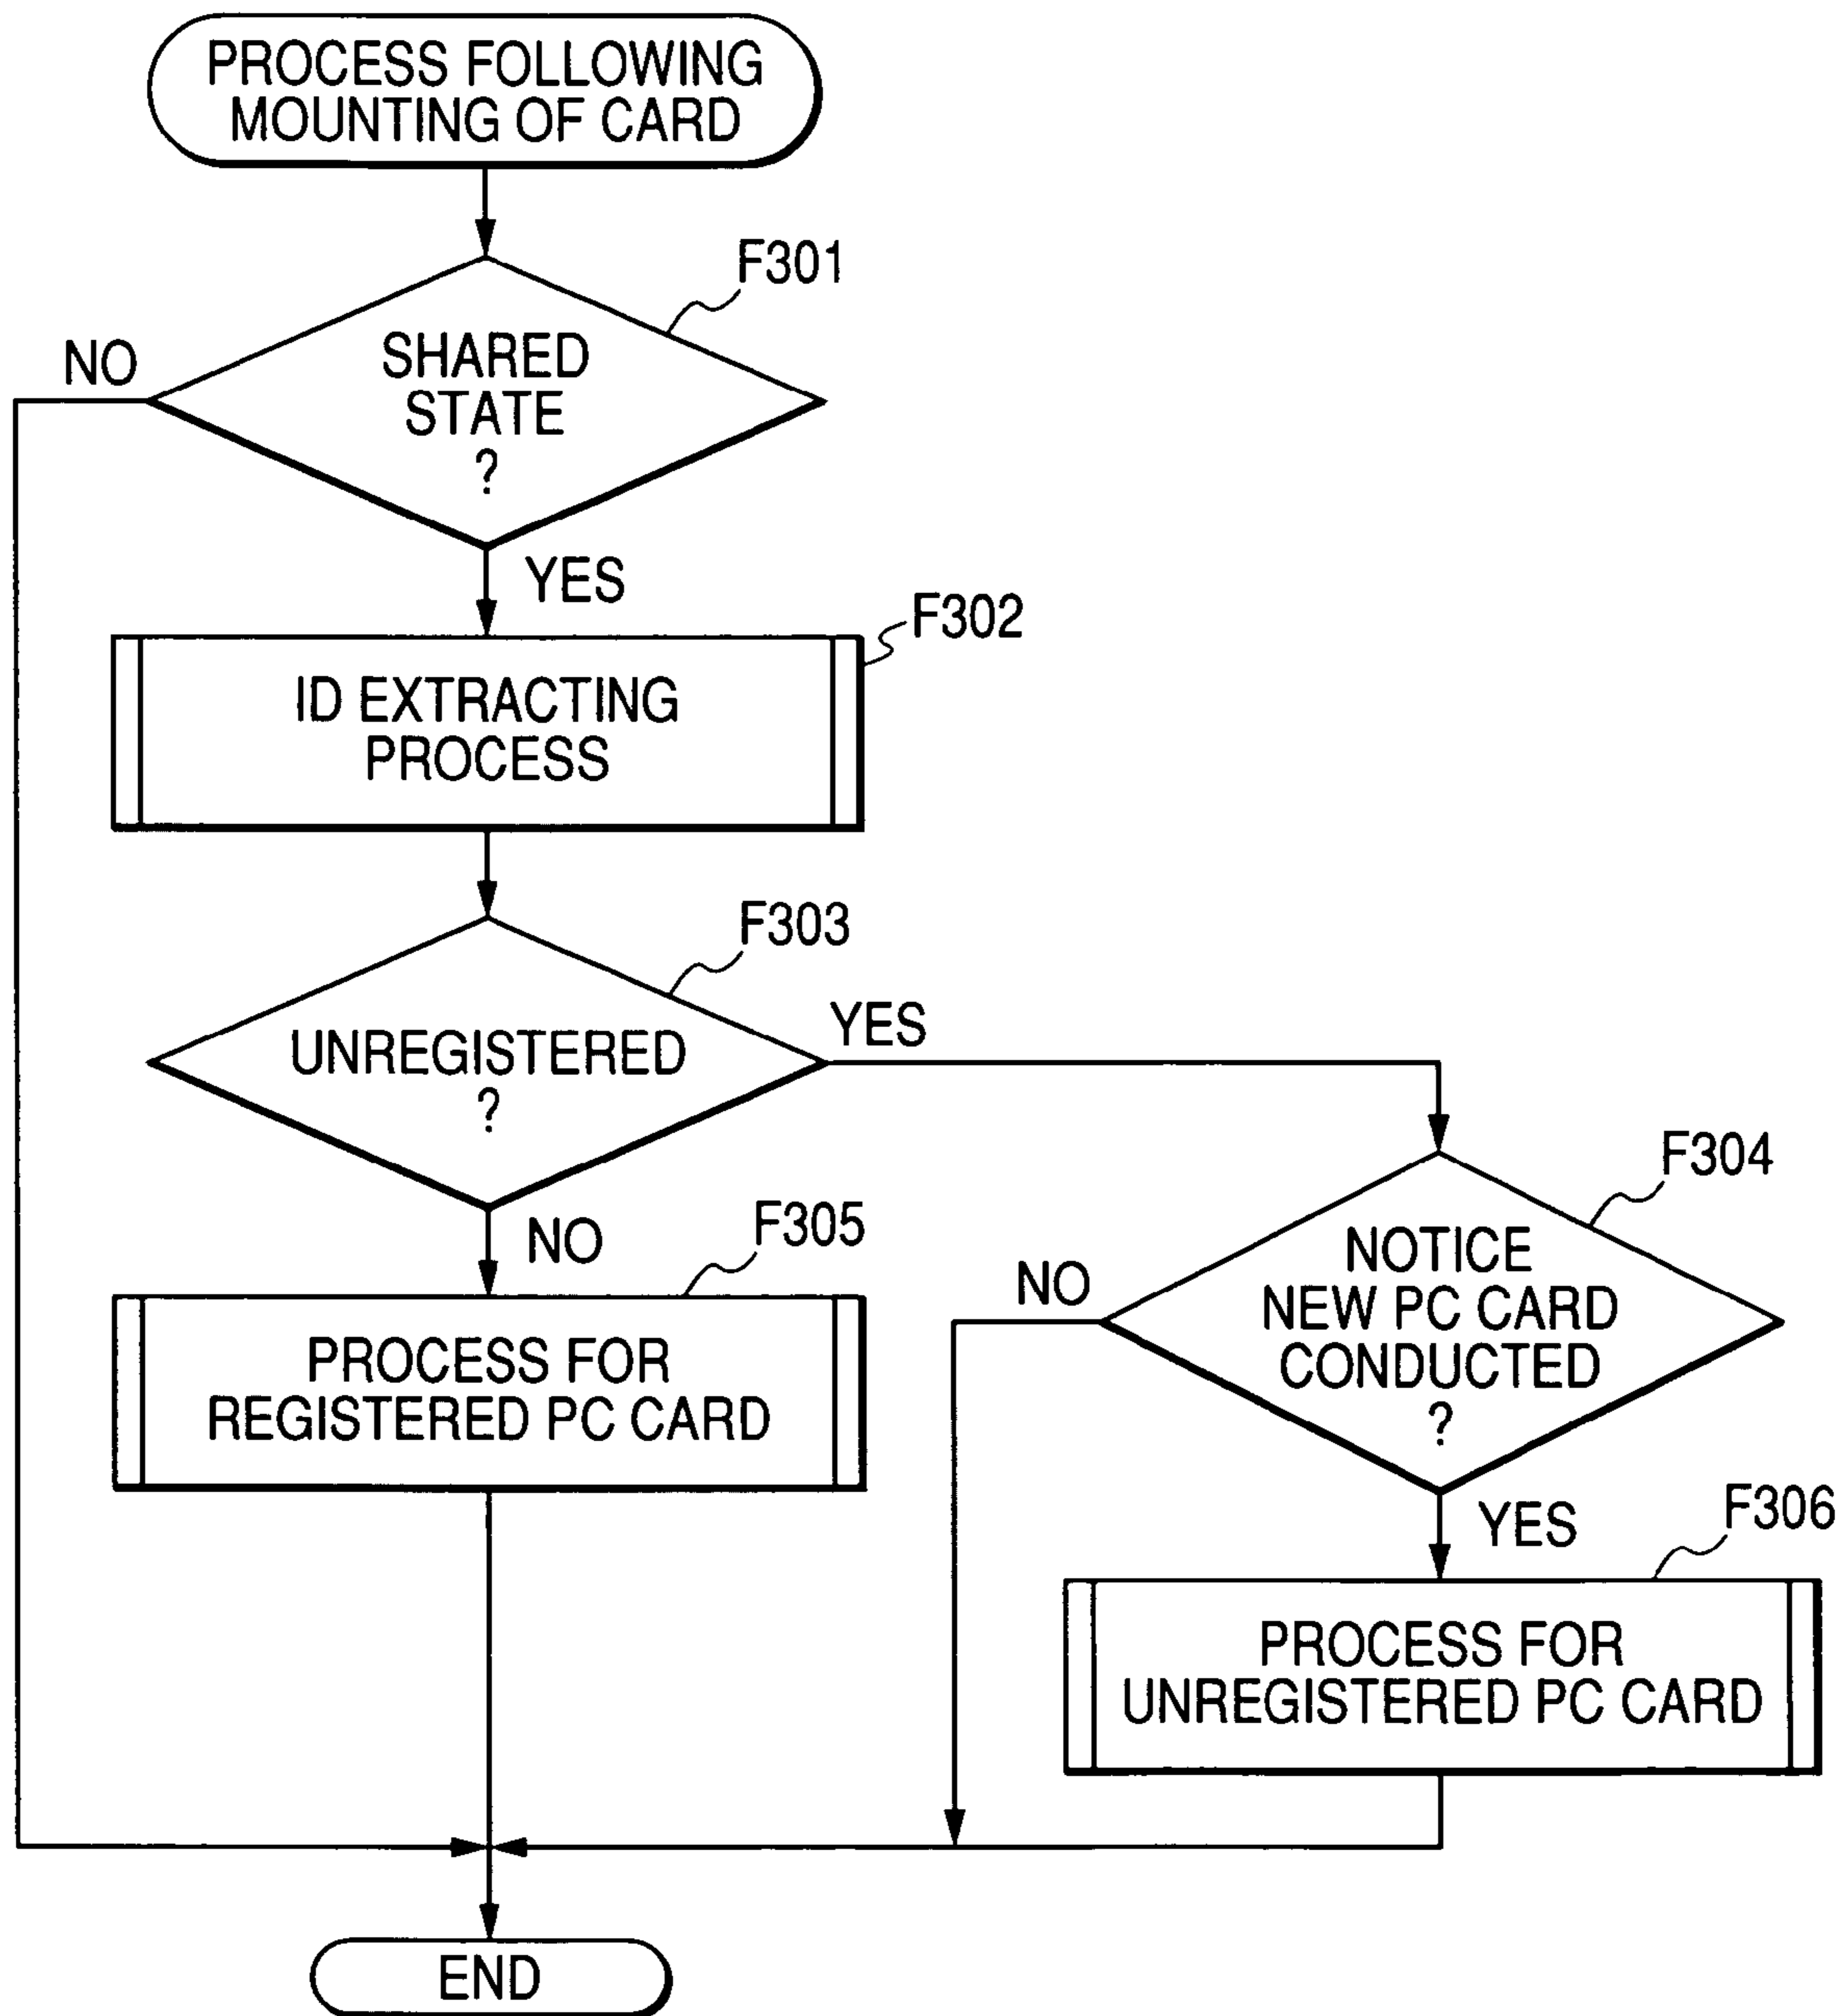 PROCESS FOLLOWING
MOUNTING OF CARD
F301
NO
SHARED
STATE
?
YES
F302
ID EXTRACTING
PROCESS
F303
YES
UNREGISTERED
?
F304
NO
F305
NOTICE
NEW PC CARD
CONDUCTED
?
NO
PROCESS FOR
REGISTERED PC CARD
YES
F306
PROCESS FOR
UNREGISTERED PC CARD
END